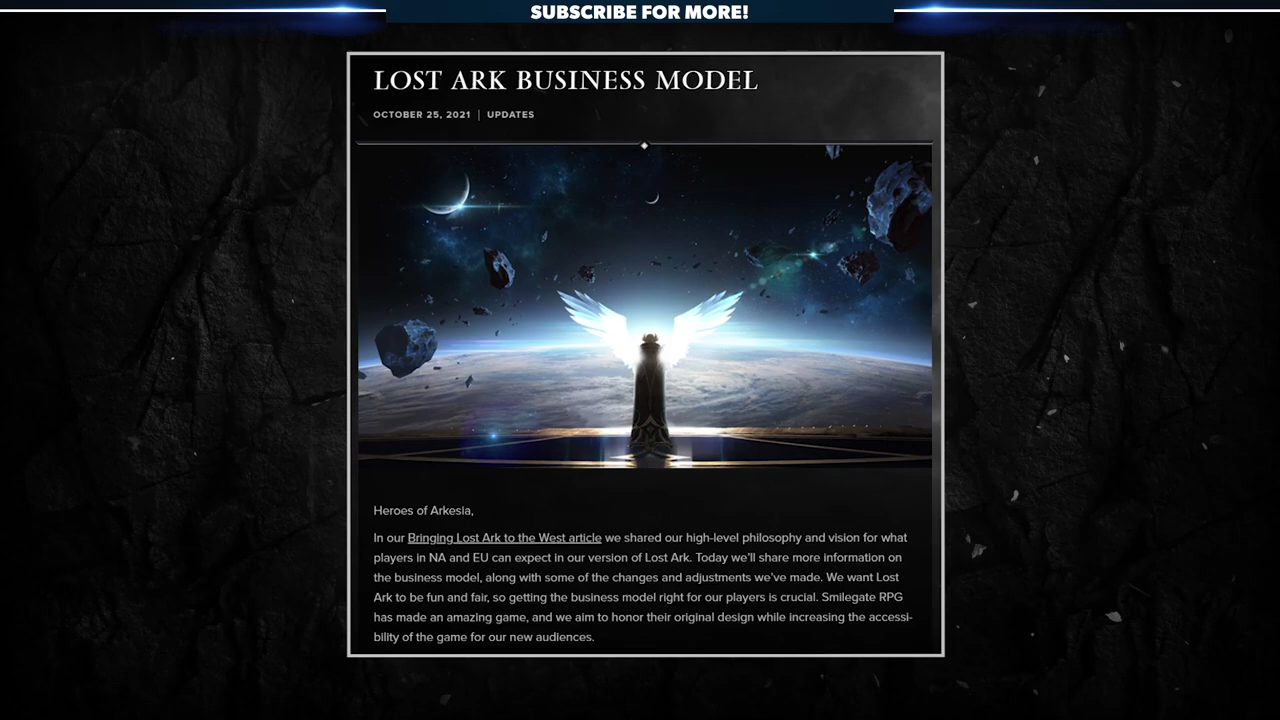 SUBSCRIBE FOR MORE!
LOST ARK BUSINESS MODEL
OCTOBER 25, 2021 | UPDATES
Heroes of Arkesia,
In our Bringing Lost Ark to the West article we shared our high-level philosophy and vision for what
players in NA and EU can expect in our version of Lost Ark. Today we'll share more information on
the business model, along with some of the changes and adjustments we've made. We want Lost
Ark to be fun and fair, so getting the business model right for our players is crucial. Smilegate RPG
has made an amazing game, and we aim to honor their original design while increasing the accessi-
bility of the game for our new audiences.